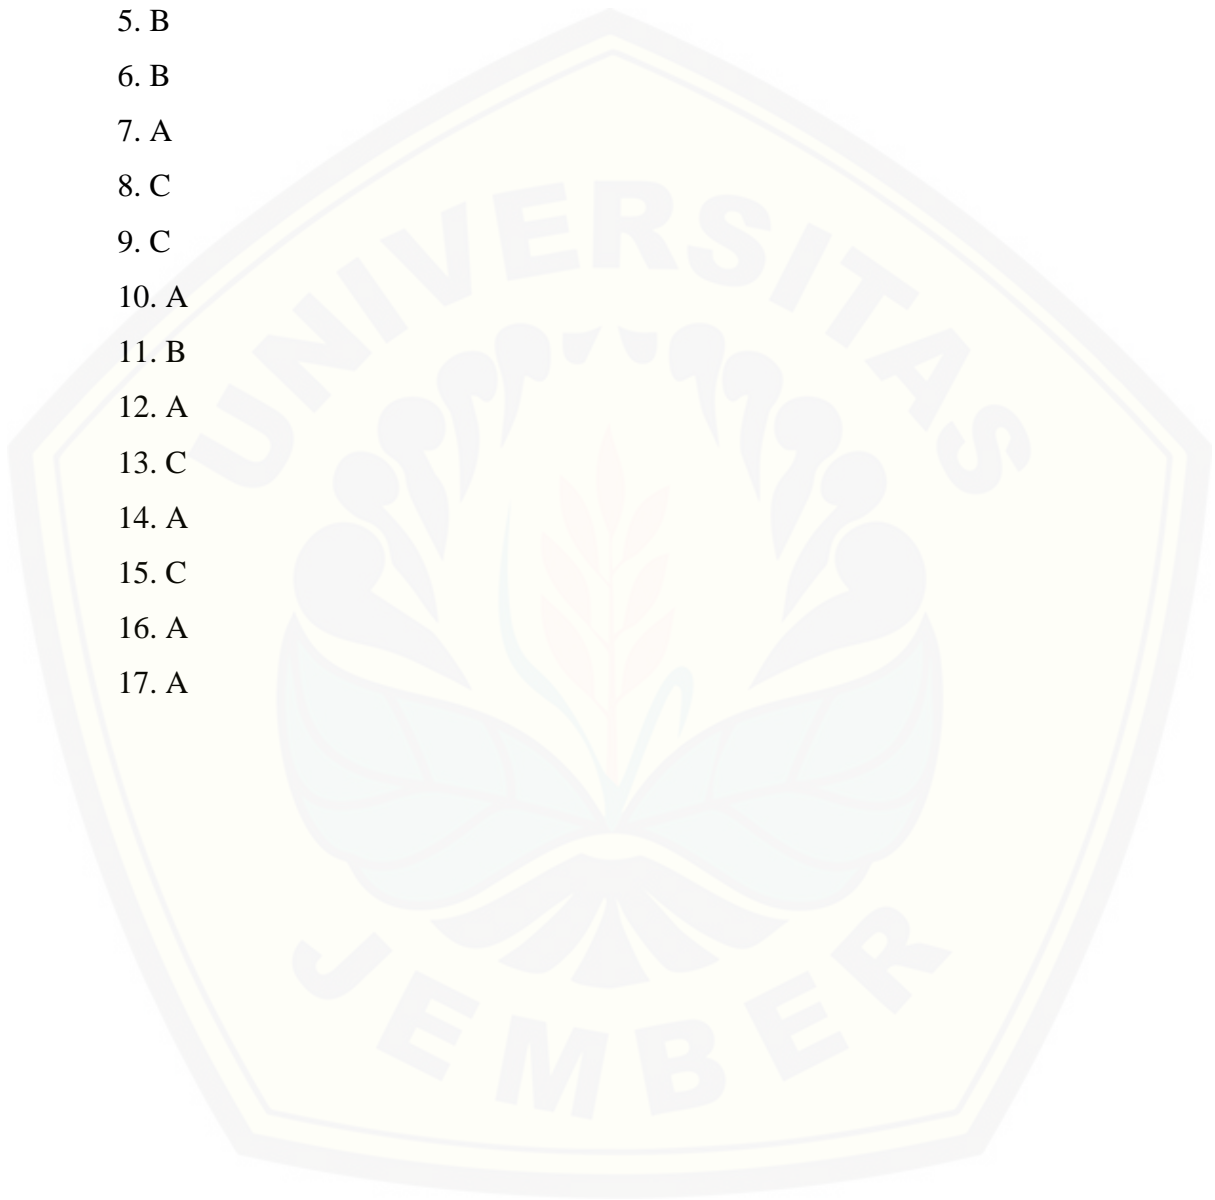 5. B
6. B
7. A
8. C
9. C
10. A
11. B
12. A
13. C
14. A
15. C
16. A
17. A
UNIVERSITAS
JEMBER